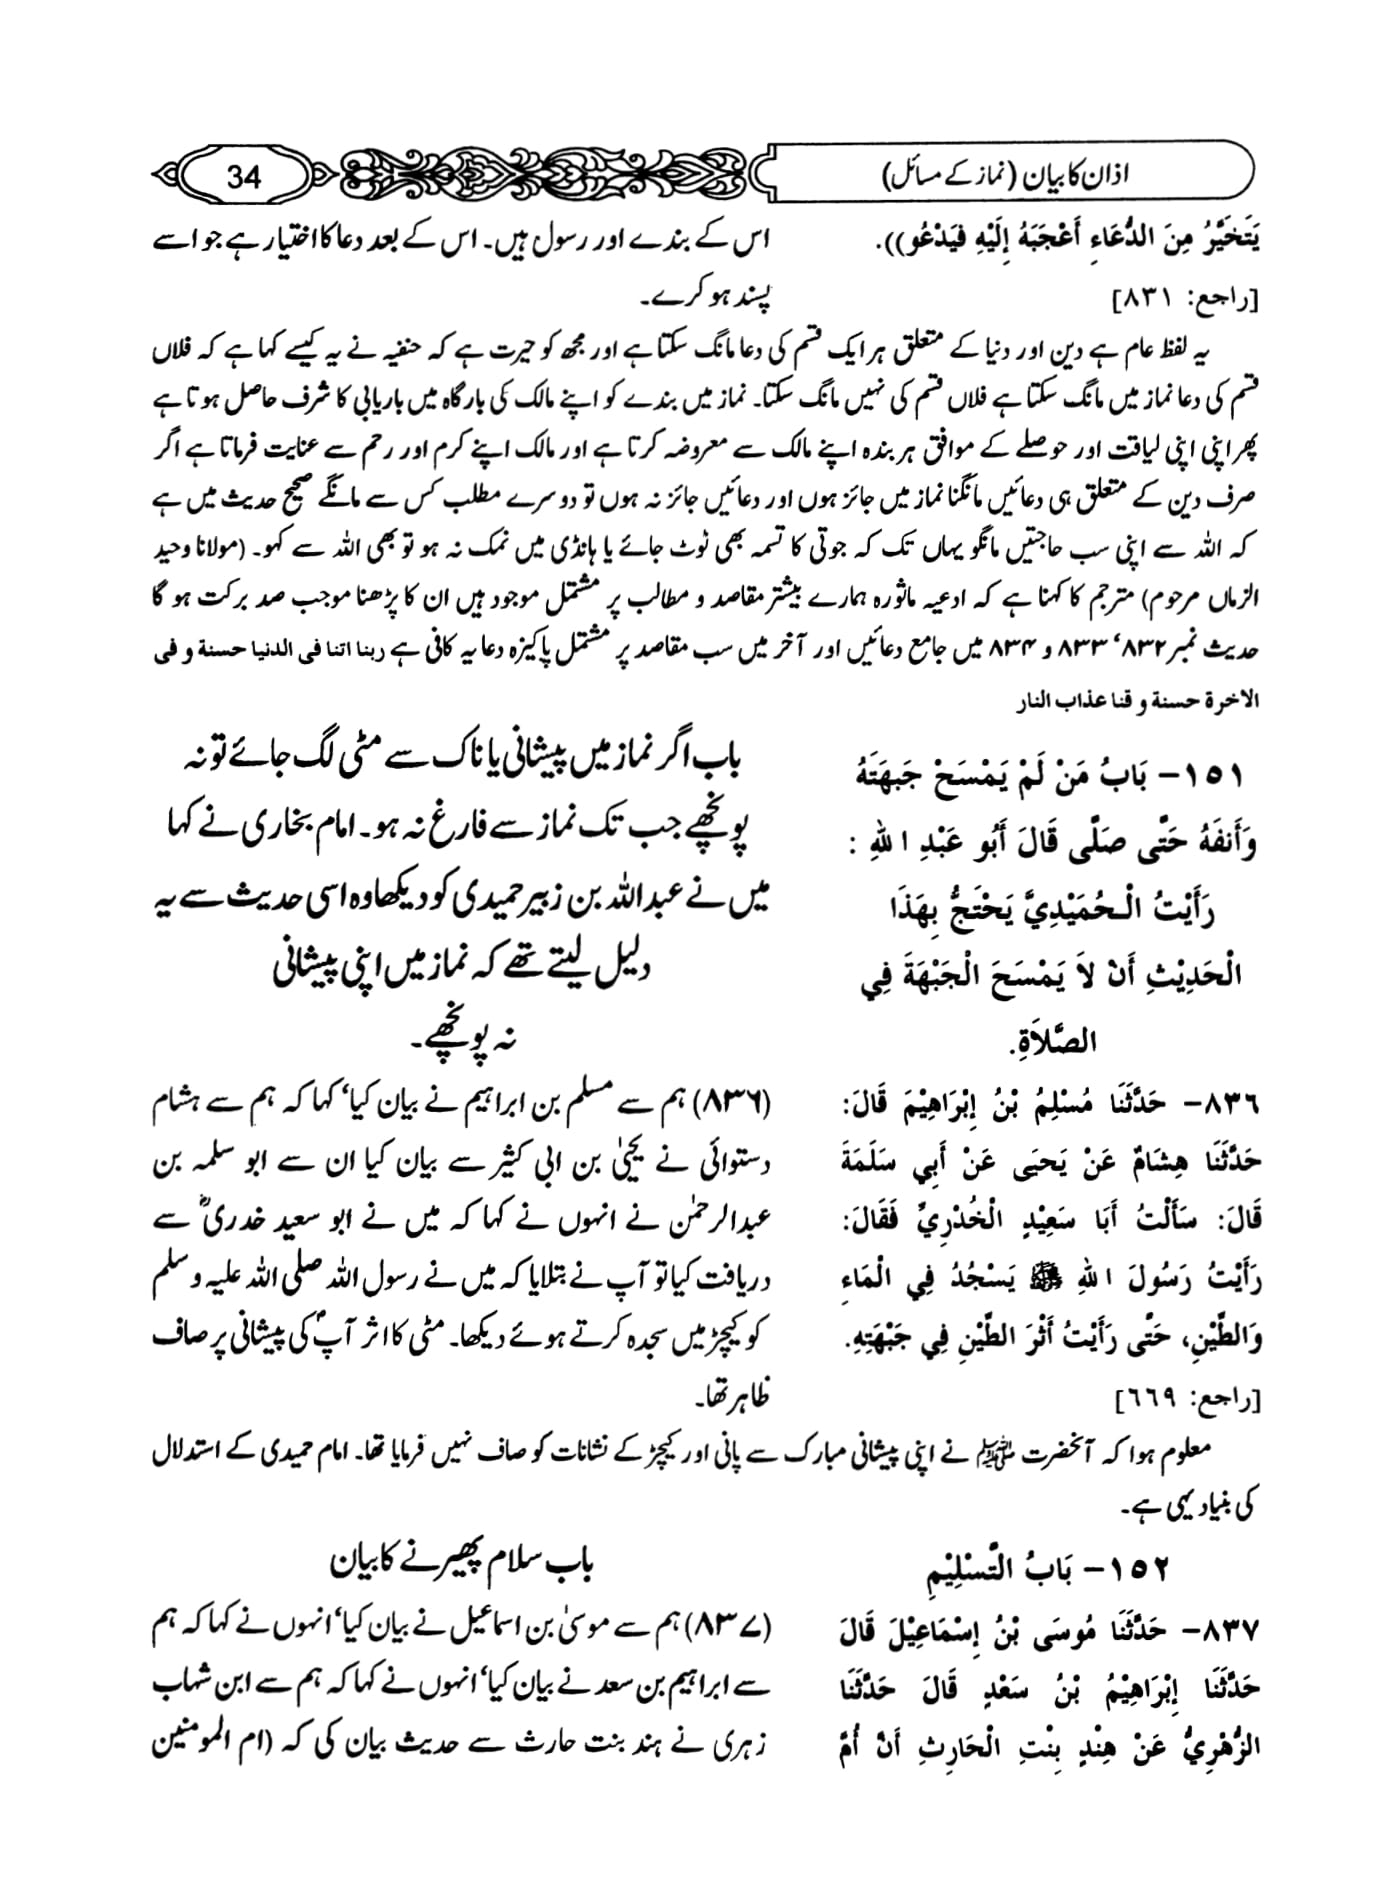 اذان کا بیان (نماز کے مسائل)
34
يَتَخَيَّرُ مِنَ الدُّعَاءِ أَعْجَبَهُ إِلَيْهِ فَيَدْعُو)).
[راجع: ٨٣١]
اس کے بندے اور رسول ہیں۔ اس کے بعد دعا کا اختیار ہے جو اسے
پسند ہو کرے۔
یہ لفظ عام ہے دین اور دنیا کے متعلق ہر ایک قسم کی دعا مانگ سکتا ہے اور مجھ کو حیرت ہے کہ حنفیہ نے یہ کیسے کہا ہے کہ فلاں
قسم کی دعا نماز میں مانگ سکتا ہے فلاں قسم کی نہیں مانگ سکتا۔ نماز میں بندے کو اپنے مالک کی بارگاہ میں باریابی کا شرف حاصل ہوتا ہے
پھر اپنی اپنی لیاقت اور حوصلے کے موافق ہر بندہ اپنے مالک سے معروضہ کرتا ہے اور مالک اپنے کرم اور رحم سے عنایت فرماتا ہے اگر
صرف دین کے متعلق ہی دعائیں مانگنا نماز میں جائز ہوں اور دعائیں جائز نہ ہوں تو دوسرے مطلب کس سے مانگے صحیح حدیث میں ہے
کہ اللہ سے اپنی سب حاجتیں مانگو یہاں تک کہ جوتی کا تسمہ بھی ٹوٹ جائے یا ہانڈی میں نمک نہ ہو تو بھی اللہ سے کہو۔ (مولانا وحید
الزماں مرحوم) مترجم کا کہنا ہے کہ ادعیہ ماثورہ ہمارے بیشتر مقاصد و مطالب پر مشتمل موجود ہیں ان کا پڑھنا موجب صد برکت ہو گا
حدیث نمبر ۸۳۲‘ ۸۳۳ و ۸۳۴ میں جامع دعائیں اور آخر میں سب مقاصد پر مشتمل پاکیزہ دعا یہ کافی ہے ربنا اتنا فی الدنیا حسنة و فی
الاخرة حسنة و قنا عذاب النار
١٥١- بَابُ مَنْ لَمْ يَمْسَحْ جَبهَتَهُ
وَأَنفَهُ حَتَّى صَلَّى قَالَ أَبُو عَبْدِ اللهِ :
رَأَيْتُ الْـحُمَيْدِيَّ يَحْتَجُّ بِهَذَا
الْحَدِيْثِ أَنْ لاَ يَمْسَحَ الْجَبْهَةَ فِي
الصَّلاَةِ.
باب اگر نماز میں پیشانی یا ناک سے مٹی لگ جائے تو نہ
پونچھے جب تک نماز سے فارغ نہ ہو۔ امام بخاری نے کہا
میں نے عبداللہ بن زبیر حمیدی کو دیکھا وہ اسی حدیث سے یہ
دلیل لیتے تھے کہ نماز میں اپنی پیشانی
نہ پونچھے۔
٨٣٦- حَدَّثَنَا مُسْلِمُ بْنُ إِبْرَاهِيْمَ قَالَ:
حَدَّثَنَا هِشَامٌ عَنْ يَحيَى عَنْ أَبِي سَلَمَةَ
قَالَ: سَأَلْتُ أَبَا سَعِيْدٍ الْخُدْرِيَّ فَقَالَ:
رَأَيْتُ رَسُولَ اللهِ ﷺ يَسْجُدُ فِي الْمَاءِ
وَالطِّيْنِ، حَتَّى رَأَيْتُ أَثْرَ الطِّيْنِ فِي جَبْهَتِهِ.
[راجع: ٦٦٩]
(۸۳۶) ہم سے مسلم بن ابراہیم نے بیان کیا‘ کہا کہ ہم سے ہشام
دستوائی نے یحییٰ بن ابی کثیر سے بیان کیا ان سے ابو سلمہ بن
عبدالرحمٰن نے انہوں نے کہا کہ میں نے ابو سعید خدری ؓ سے
دریافت کیا تو آپ نے بتلایا کہ میں نے رسول اللہ صلی اللہ علیہ و سلم
کو کیچڑ میں سجدہ کرتے ہوئے دیکھا۔ مٹی کا اثر آپ ؐ کی پیشانی پر صاف
ظاہر تھا۔
معلوم ہوا کہ آنحضرت ﷺ نے اپنی پیشانی مبارک سے پانی اور کیچڑ کے نشانات کو صاف نہیں فرمایا تھا۔ امام حمیدی کے استدلال
کی بنیاد یہی ہے۔
١٥٢- بَابُ التَّسْلِيْمِ
باب سلام پھیرنے کا بیان
٨٣٧- حَدَّثَنَا مُوسَى بْنُ إِسْمَاعِيْلَ قَالَ
حَدَّثَنَا إِبْرَاهِيْمُ بْنُ سَعْدٍ قَالَ حَدَّثَنَا
الزُّهْرِيُّ عَنْ هِنْدٍ بِنْتِ الْحَارِثِ أَنَّ أُمَّ
(۸۳۷) ہم سے موسیٰ بن اسماعیل نے بیان کیا‘ انہوں نے کہا کہ ہم
سے ابراہیم بن سعد نے بیان کیا‘ انہوں نے کہا کہ ہم سے ابن شہاب
زہری نے ہند بنت حارث سے حدیث بیان کی کہ (ام المومنین